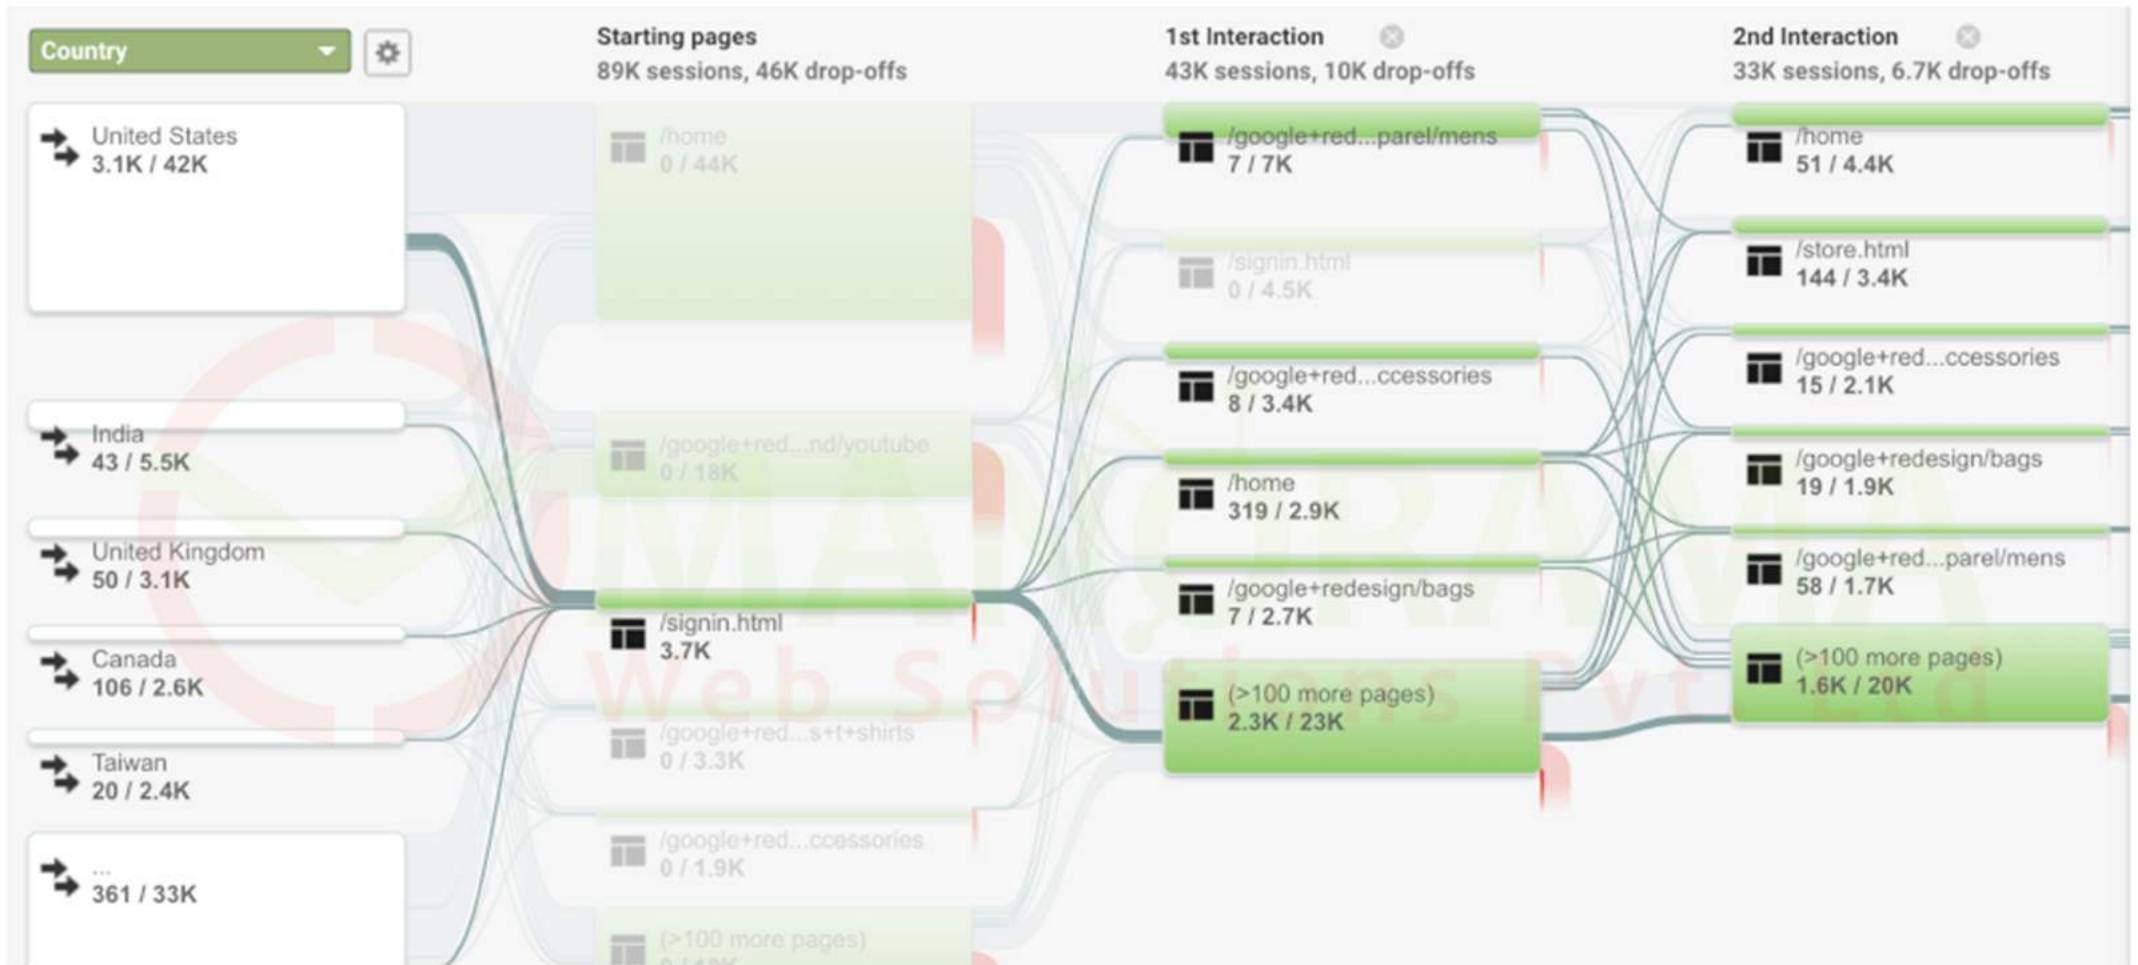 Country
Starting pages
89K sessions, 46K drop-offs
1st Interaction
43K sessions, 10K drop-offs
2nd Interaction
33K sessions, 6.7K drop-offs
United States
3.1K / 42K
India
43 / 5.5K
United Kingdom
50 / 3.1K
Canada
106 / 2.6K
Taiwan
20 / 2.4K
...
361 / 33K
/home
0 / 44K
/google+red...nd/youtube
0 / 18K
/signin.html
3.7K
/google+red...s+t+shirts
0 / 3.3K
/google+red...ccessories
0 / 1.9K
(>100 more pages)
/google+red...parel/mens
7 / 7K
/signin.html
0 / 4.5K
/google+red...ccessories
8 / 3.4K
/home
319 / 2.9K
/google+redesign/bags
7 / 2.7K
(>100 more pages)
2.3K / 23K
/home
51 / 4.4K
/store.html
144 / 3.4K
/google+red...ccessories
15 / 2.1K
/google+redesign/bags
19 / 1.9K
/google+red...parel/mens
58 / 1.7K
(>100 more pages)
1.6K / 20K
MANORAMA
Web Solutions Pvt. Ltd